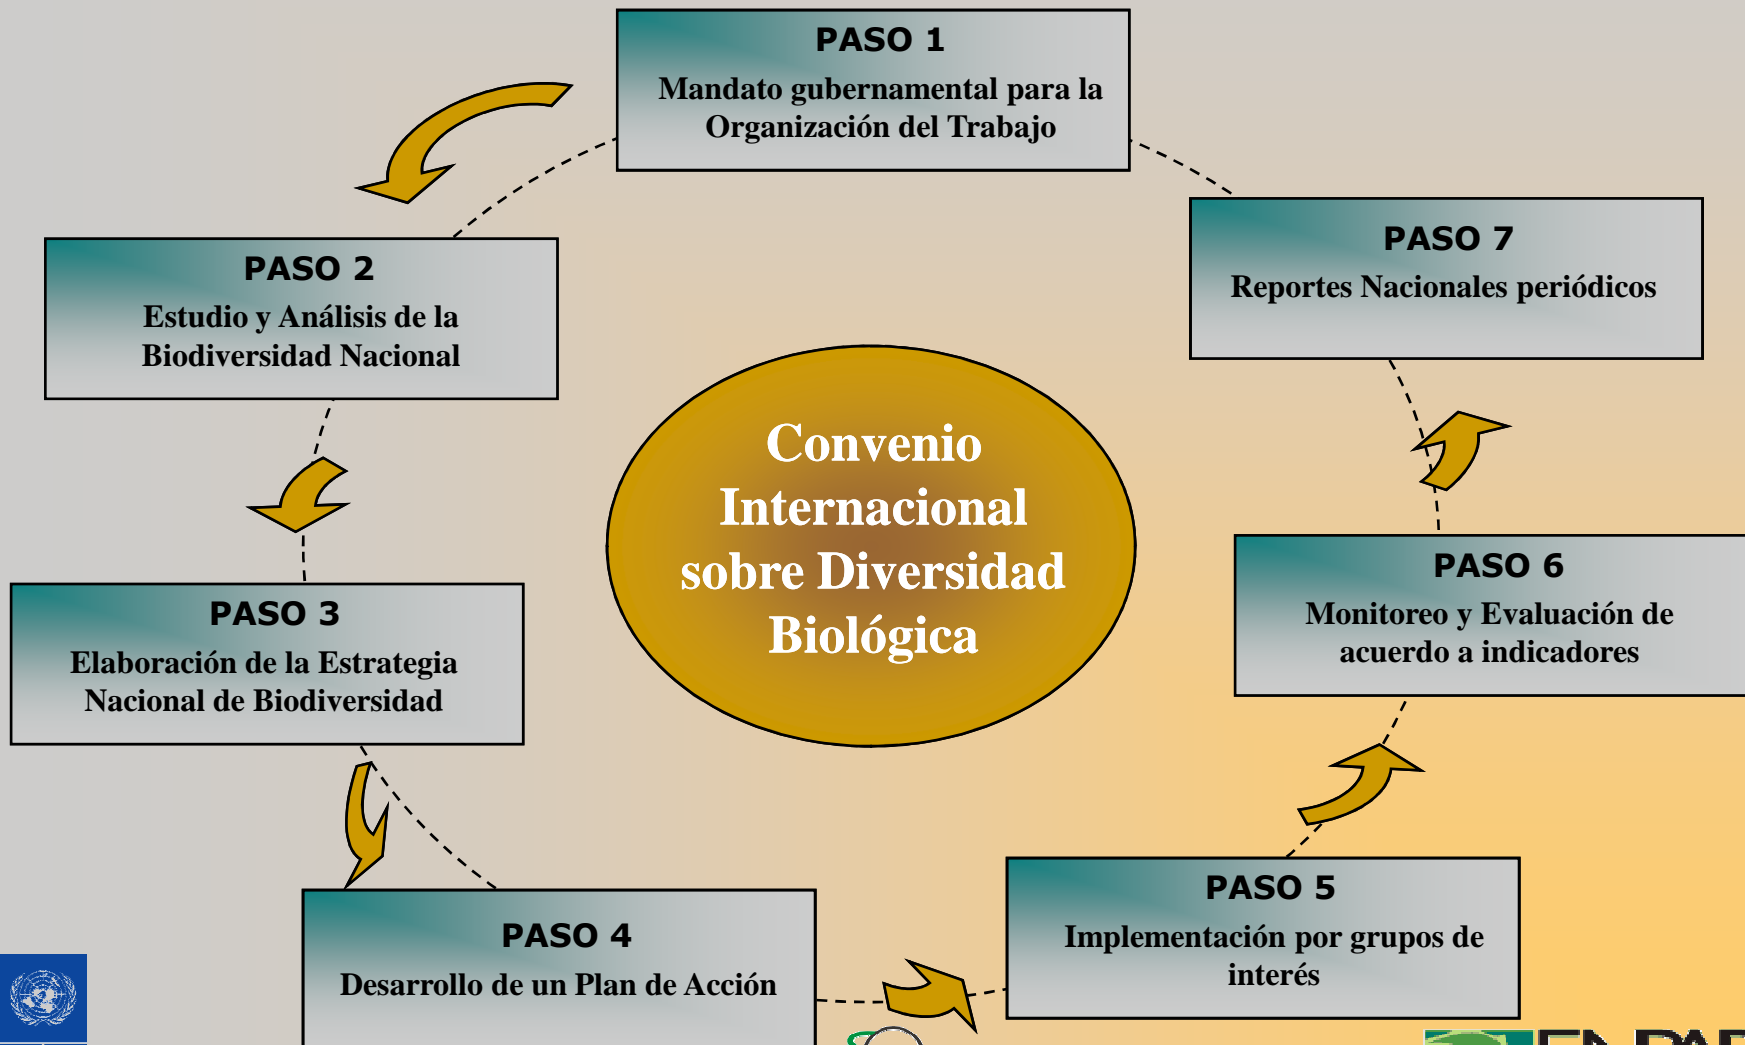 PASO 1
Mandato gubernamental para la
Organización del Trabajo
PASO 2
Estudio y Análisis de la
Biodiversidad Nacional
PASO 3
Elaboración de la Estrategia
Nacional de Biodiversidad
PASO 4
Desarrollo de un Plan de Acción
PASO 5
Implementación por grupos de
interés
PASO 6
Monitoreo y Evaluación de
acuerdo a indicadores
PASO 7
Reportes Nacionales periódicos
Convenio
Internacional
sobre Diversidad
Biológica